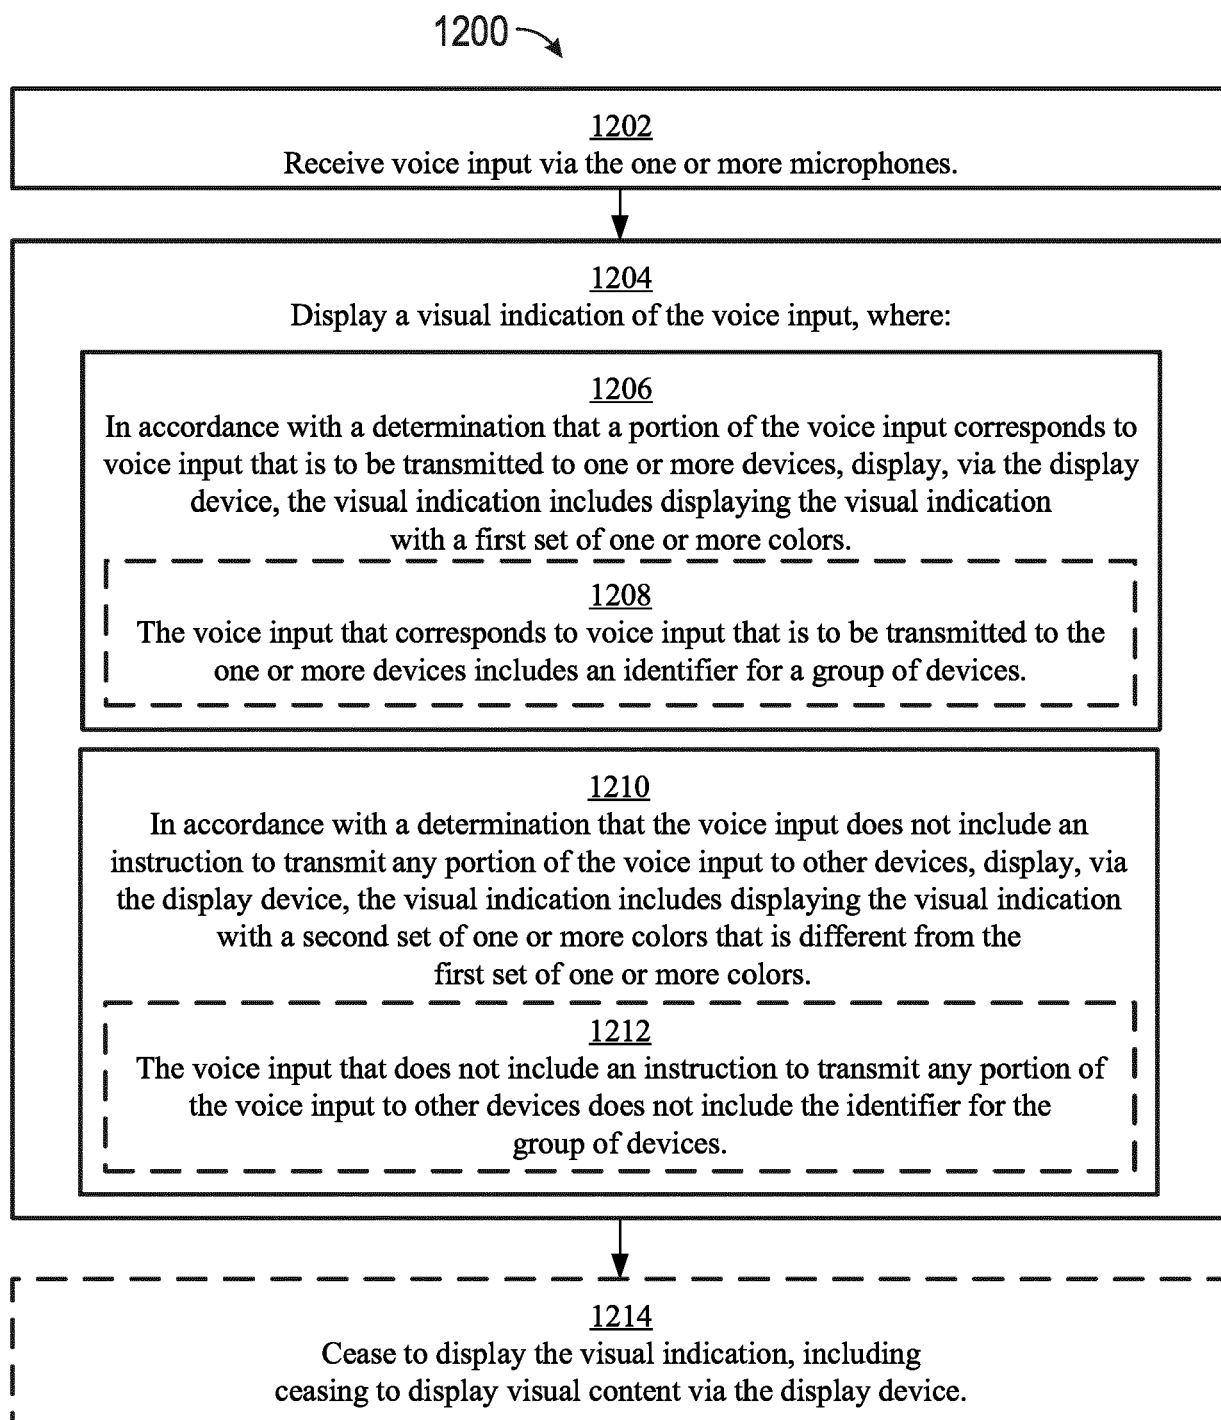 1200
1202
Receive voice input via the one or more microphones.
1204
Display a visual indication of the voice input, where:
1206
In accordance with a determination that a portion of the voice input corresponds to
voice input that is to be transmitted to one or more devices, display, via the display
device, the visual indication includes displaying the visual indication
with a first set of one or more colors.
1208
The voice input that corresponds to voice input that is to be transmitted to the
one or more devices includes an identifier for a group of devices.
1210
In accordance with a determination that the voice input does not include an
instruction to transmit any portion of the voice input to other devices, display, via
the display device, the visual indication includes displaying the visual indication
with a second set of one or more colors that is different from the
first set of one or more colors.
1212
The voice input that does not include an instruction to transmit any portion of
the voice input to other devices does not include the identifier for the
group of devices.
1214
Cease to display the visual indication, including
ceasing to display visual content via the display device.